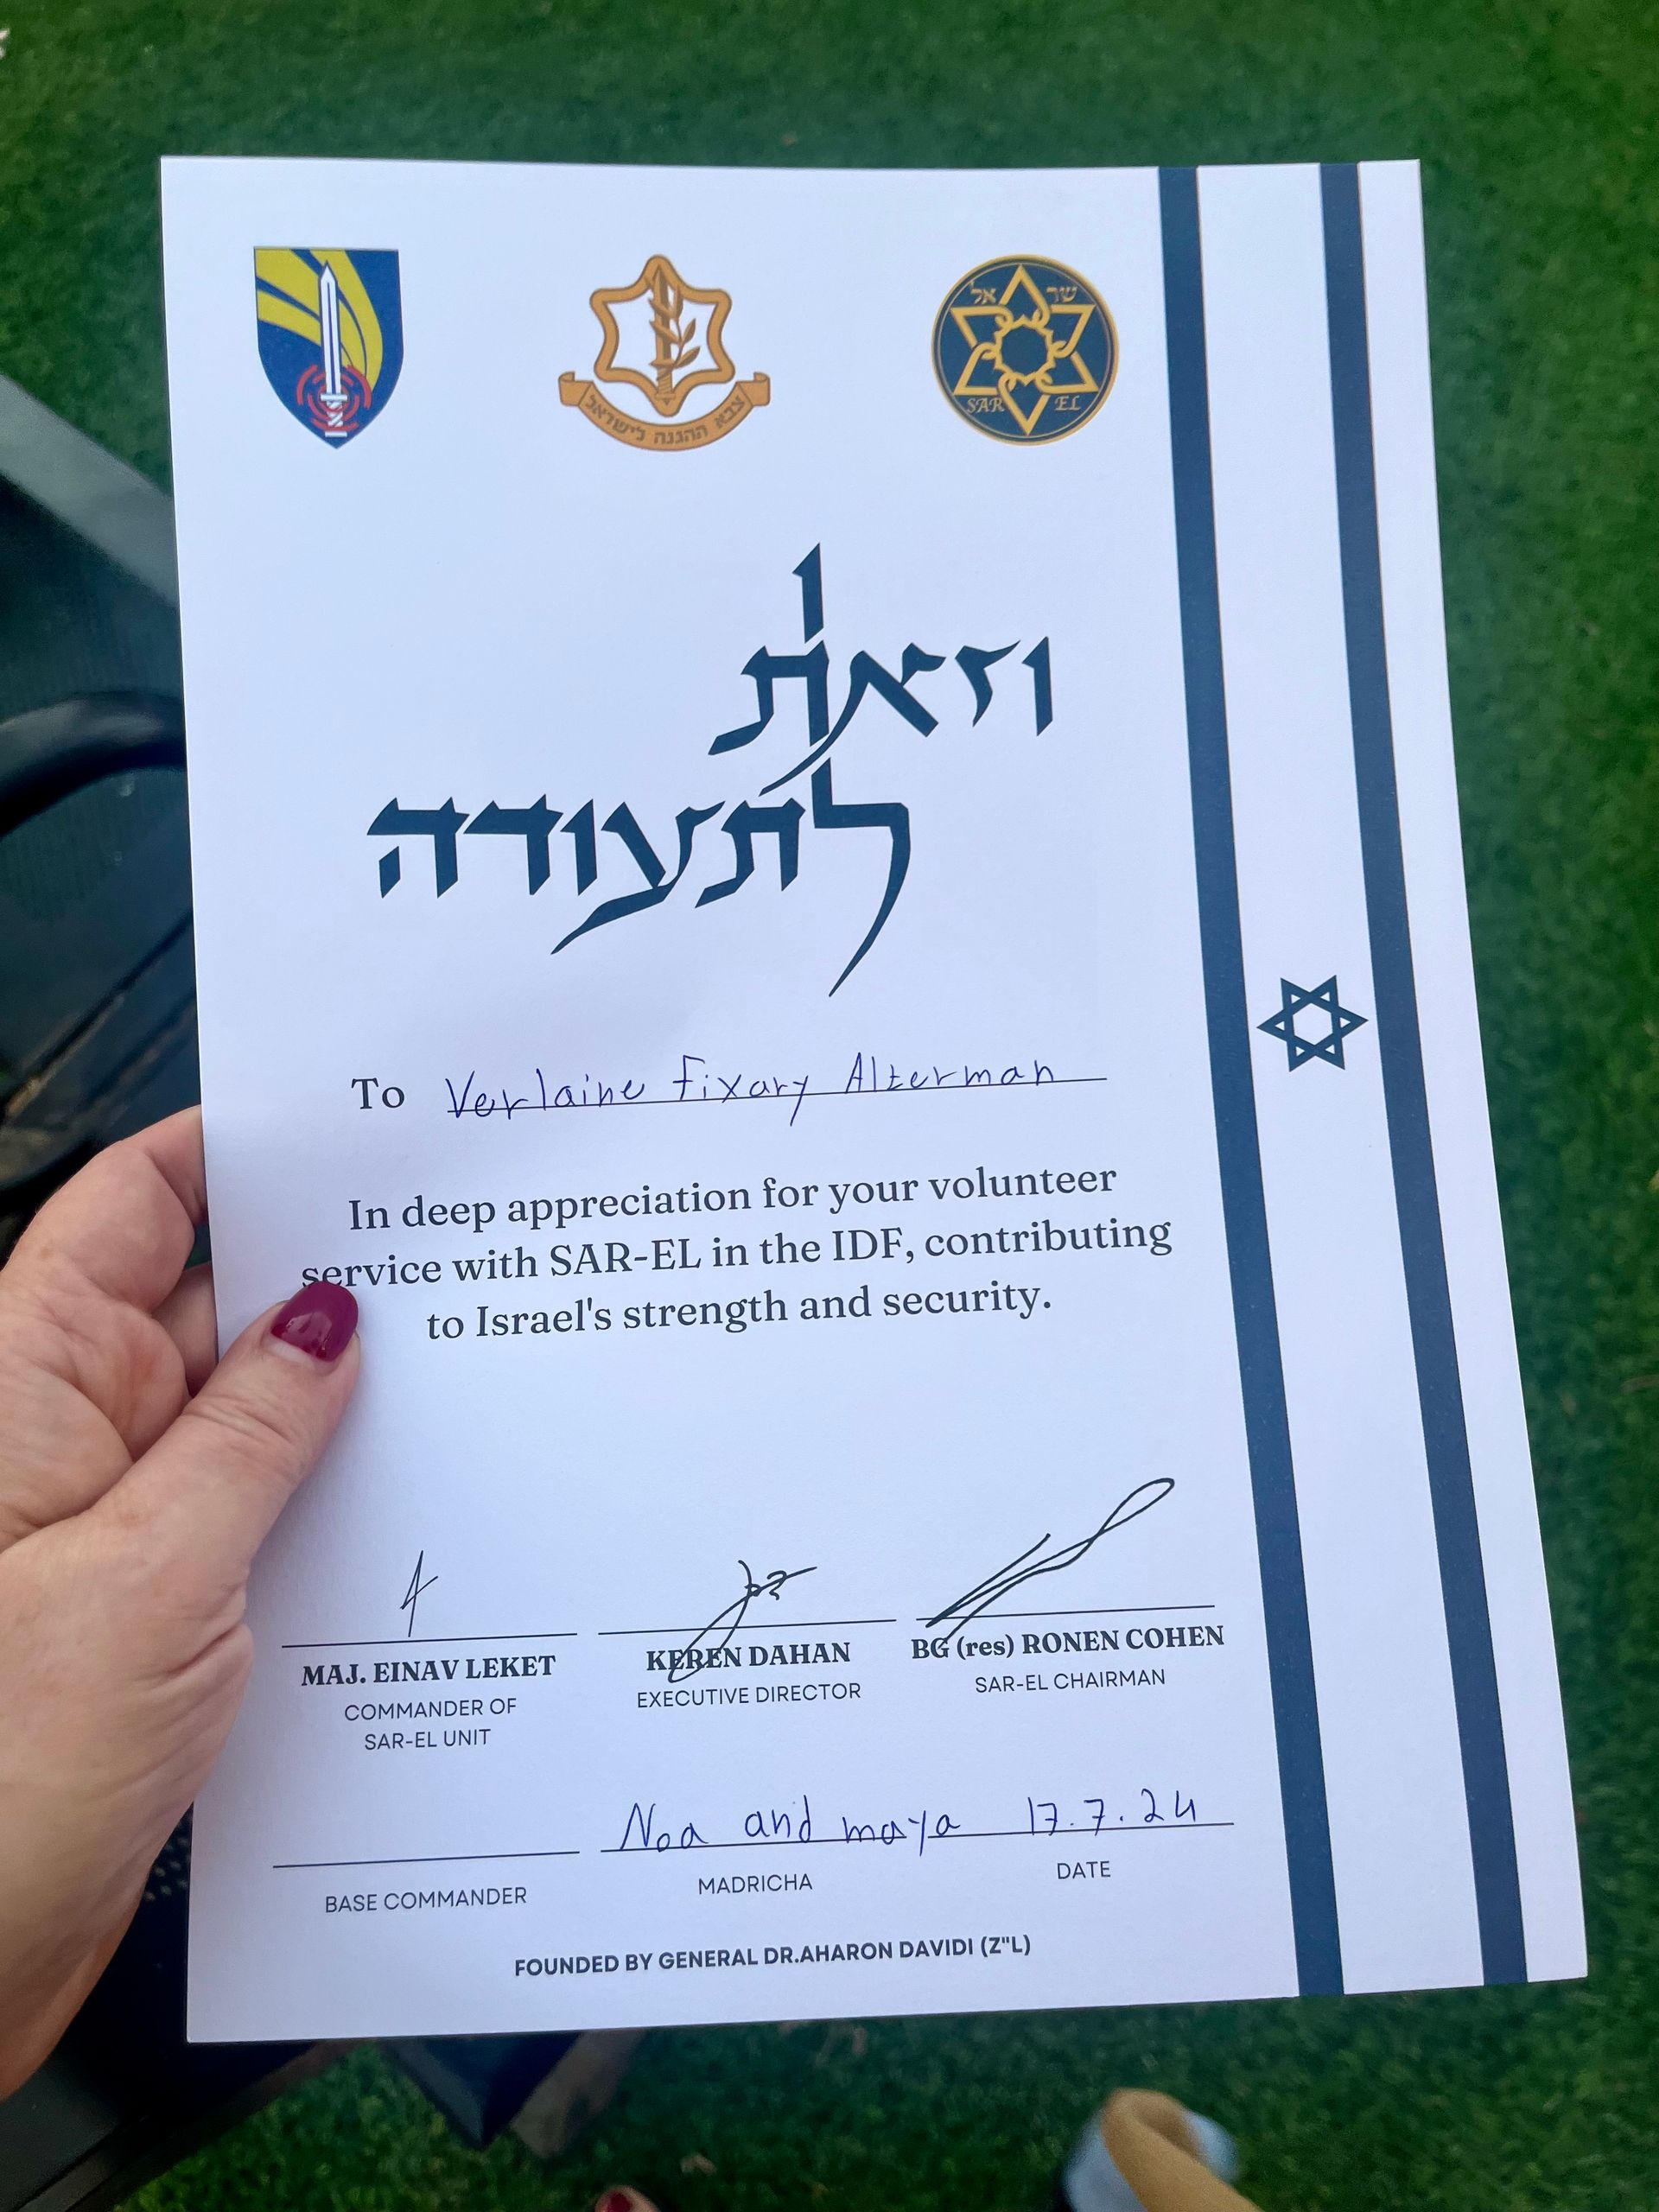 שר אל
SAR EL
צבא ההגנה לישראל
וזאת
לתעודה
To Verlaine Fixary Alterman
In deep appreciation for your volunteer
service with SAR-EL in the IDF, contributing
to Israel's strength and security.
MAJ. EINAV LEKET
COMMANDER OF
SAR-EL UNIT
KEREN DAHAN
EXECUTIVE DIRECTOR
BG (res) RONEN COHEN
SAR-EL CHAIRMAN
BASE COMMANDER
Noa and maya
MADRICHA
17.7.24
DATE
FOUNDED BY GENERAL DR.AHARON DAVIDI (Z"L)